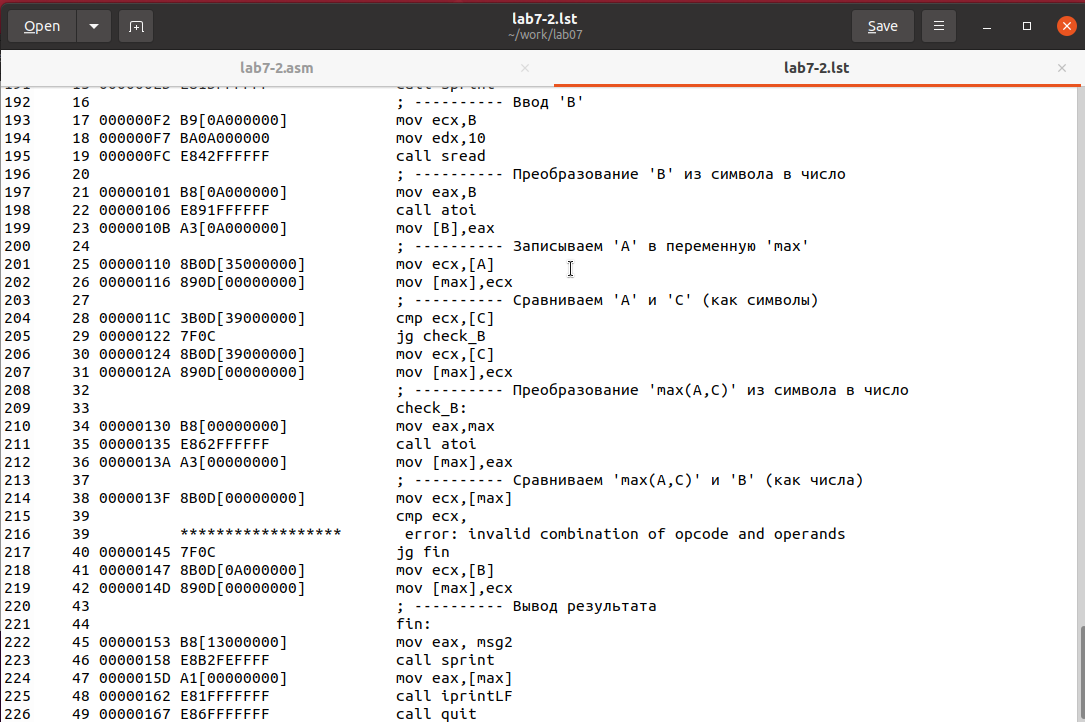 Open
lab7-2.lst
~/work/lab07
Save
lab7-2.asm
lab7-2.lst
192 16 ; ---------- Ввод 'B'
193 17 000000F2 B9[0A000000] mov ecx,B
194 18 000000F7 BA0A000000 mov edx,10
195 19 000000FC E842FFFFFF call sread
196 20 ; ---------- Преобразование 'B' из символа в число
197 21 00000101 B8[0A000000] mov eax,B
198 22 00000106 E891FFFFFF call atoi
199 23 0000010B A3[0A000000] mov [B],eax
200 24 ; ---------- Записываем 'A' в переменную 'max'
201 25 00000110 8B0D[35000000] mov ecx,[A]
202 26 00000116 890D[00000000] mov [max],ecx
203 27 ; ---------- Сравниваем 'A' и 'C' (как символы)
204 28 0000011C 3B0D[39000000] cmp ecx,[C]
205 29 00000122 7F0C jg check_B
206 30 00000124 8B0D[39000000] mov ecx,[C]
207 31 0000012A 890D[00000000] mov [max],ecx
208 32 ; ---------- Преобразование 'max(A,C)' из символа в число
209 33 check_B:
210 34 00000130 B8[00000000] mov eax,max
211 35 00000135 E862FFFFFF call atoi
212 36 0000013A A3[00000000] mov [max],eax
213 37 ; ---------- Сравниваем 'max(A,C)' и 'B' (как числа)
214 38 0000013F 8B0D[00000000] mov ecx,[max]
215 39 cmp ecx,
216 39 ****************** error: invalid combination of opcode and operands
217 40 00000145 7F0C jg fin
218 41 00000147 8B0D[0A000000] mov ecx,[B]
219 42 0000014D 890D[00000000] mov [max],ecx
220 43 ; ---------- Вывод результата
221 44 fin:
222 45 00000153 B8[13000000] mov eax, msg2
223 46 00000158 E8B2FEFFFF call sprint
224 47 0000015D A1[00000000] mov eax,[max]
225 48 00000162 E81FFFFFFF call iprintLF
226 49 00000167 E86FFFFFFF call quit